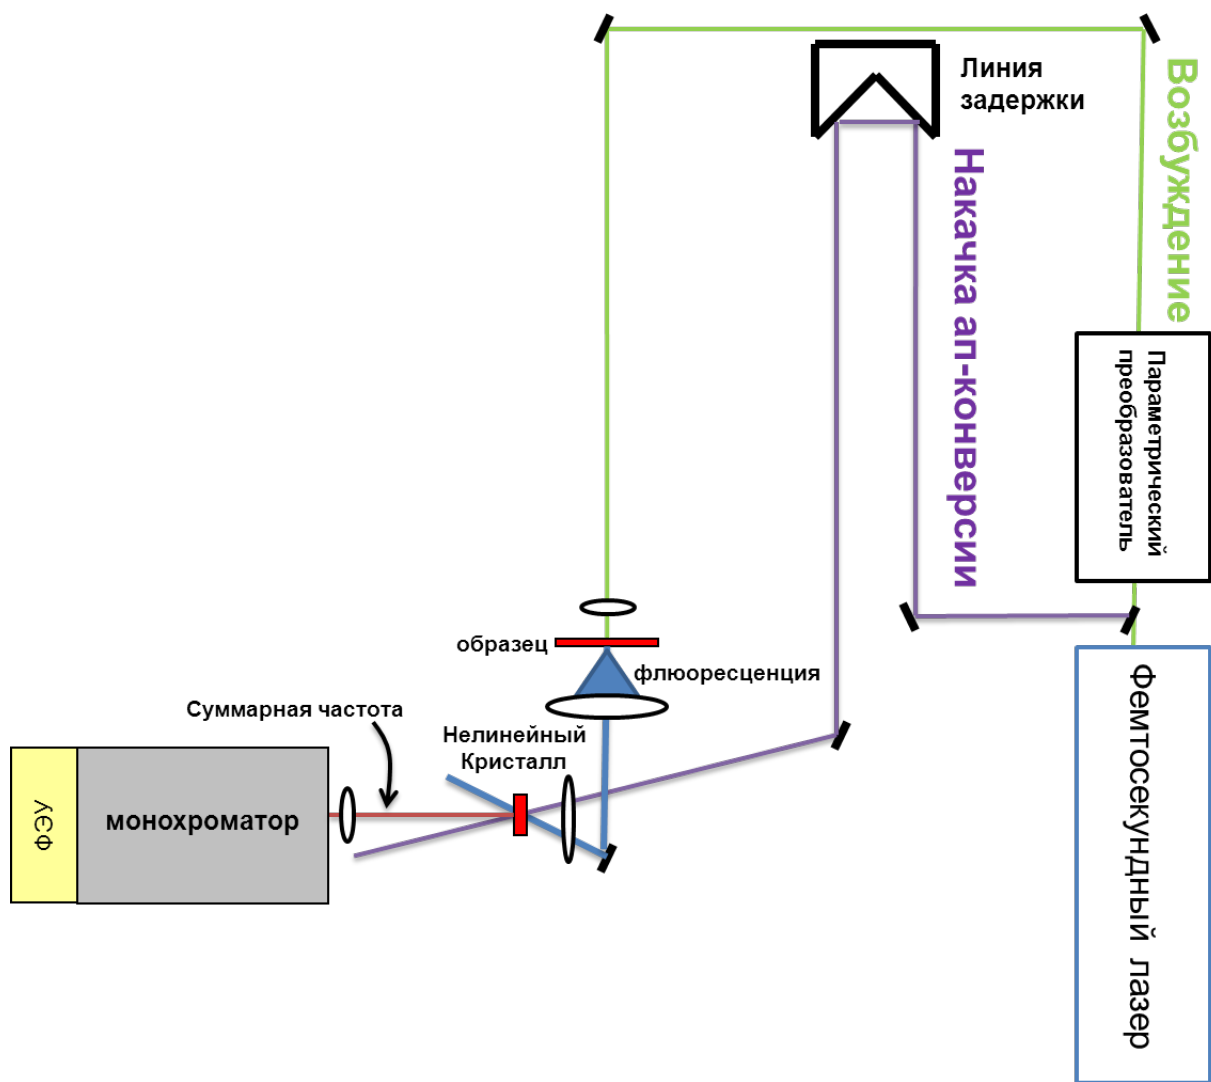 Линия
задержки
Возбуждение
Накачка ап-конверсии
Параметрический
преобразователь
образец
флюоресценция
Суммарная частота
Нелинейный
Кристалл
ФЭУ
монохроматор
Фемтосекундный лазер